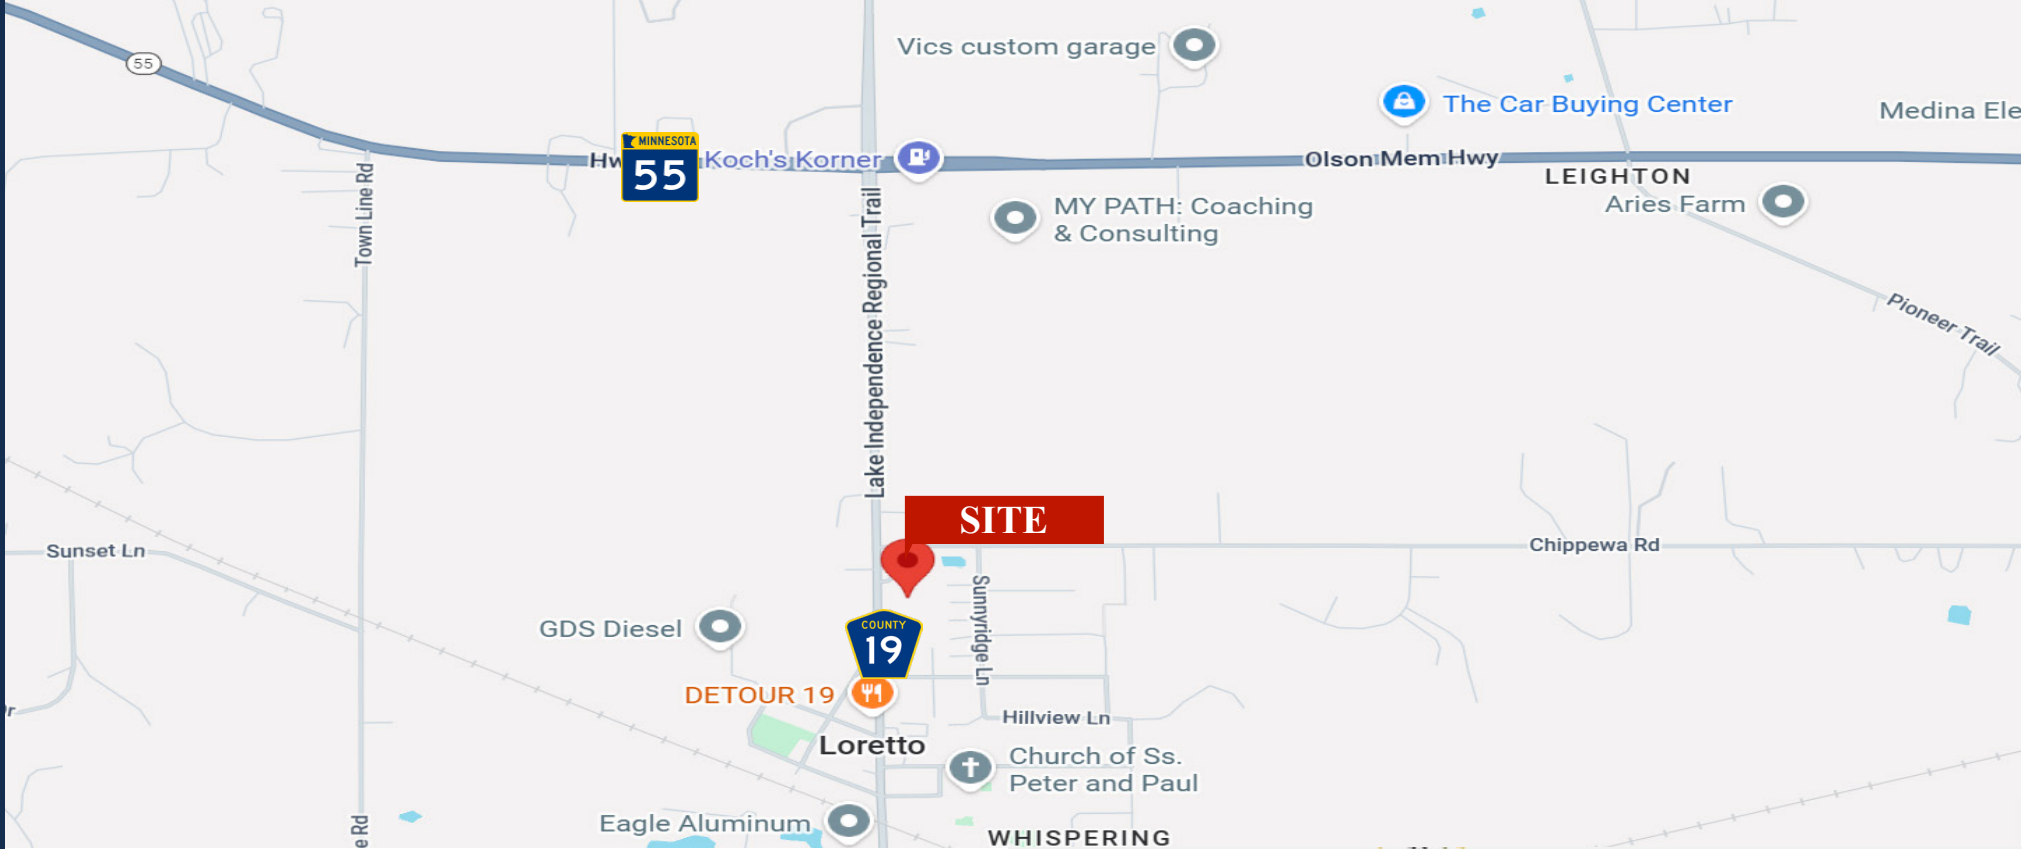 Vics custom garage
55
The Car Buying Center
Medina Ele
MINNESOTA
55
Hw
Koch's Korner
Olson Mem Hwy
LEIGHTON
Aries Farm
Town Line Rd
MY PATH: Coaching
& Consulting
Lake Independence Regional Trail
Pioneer Trail
SITE
Sunset Ln
Chippewa Rd
Sunnyridge Ln
GDS Diesel
COUNTY
19
DETOUR 19
Hillview Ln
Loretto
Church of Ss.
Peter and Paul
Eagle Aluminum
e Rd
WHISPERING